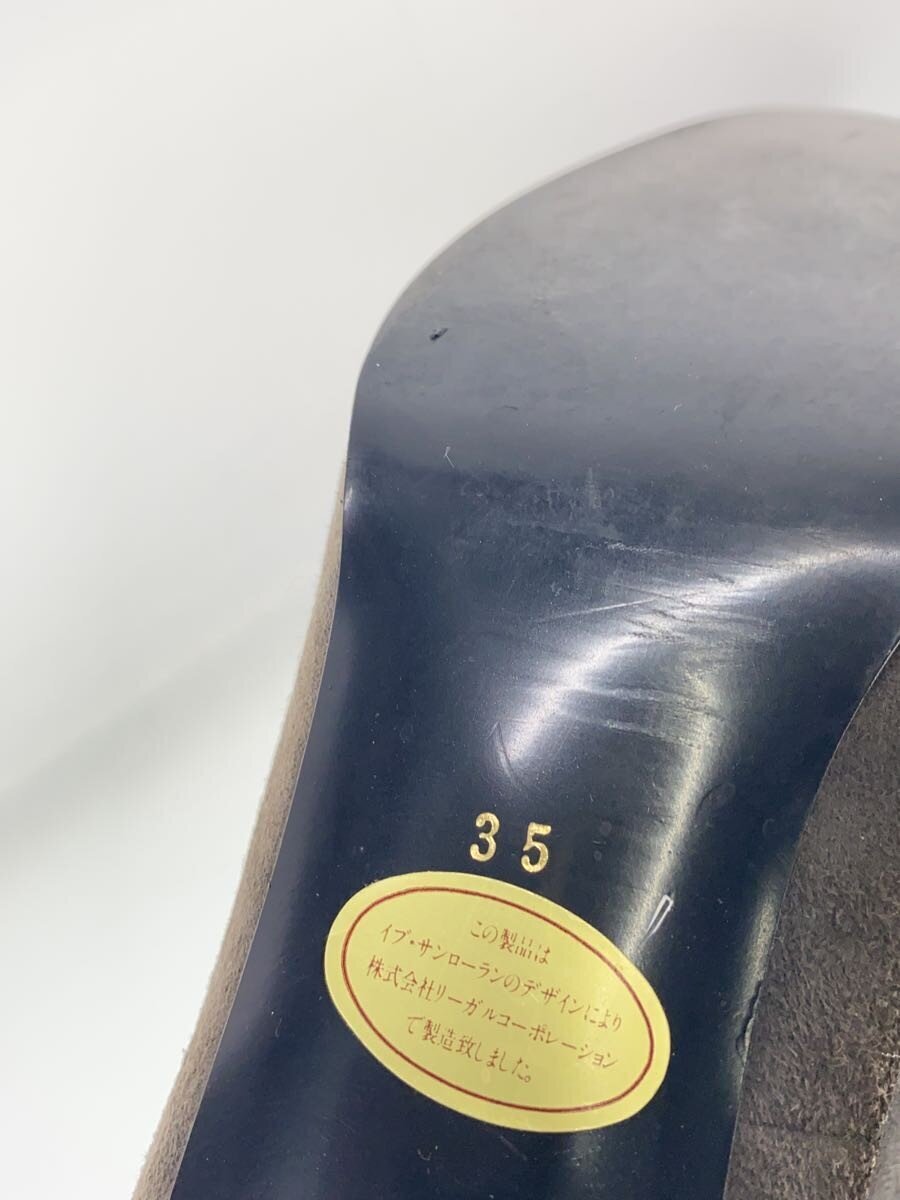 35
この製品は
イブ・サンローランのデザインにより
株式会社リーガルコーポレーション
で製造致しました。